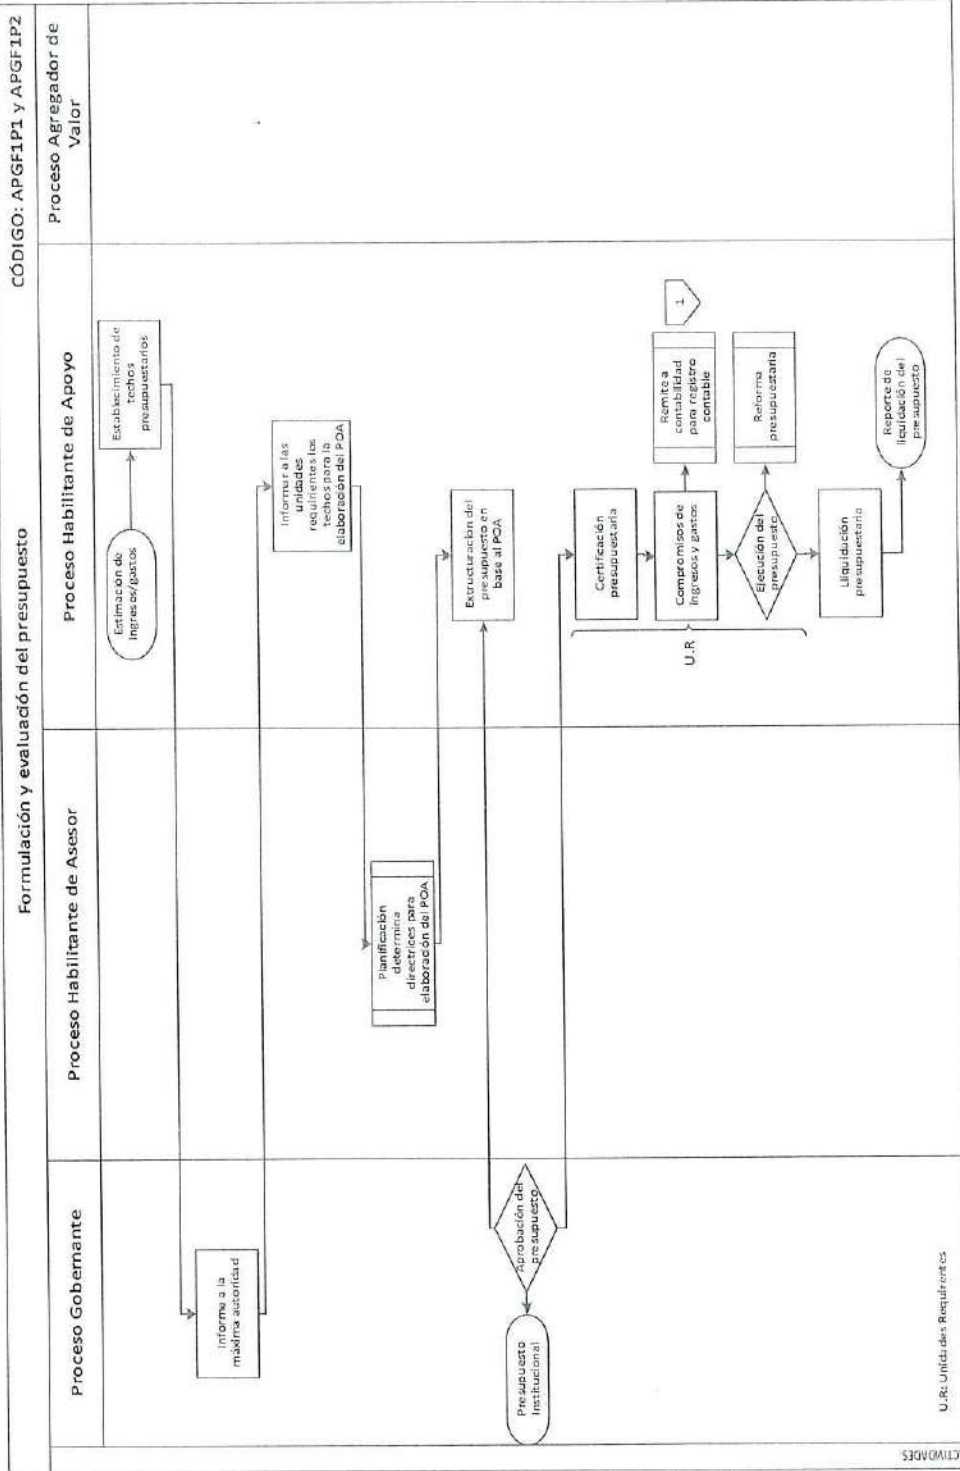 Formulación y evaluación del presupuesto
CÓDIGO: APGF1P1 y APGF1P2
Proceso Gobernante
Proceso Habilitante de Asesor
Proceso Habilitante de Apoyo
Proceso Agregador de
Valor
Estimación de
Ingresos/gastos
Establecimiento de
techos
presupuestarios
Informe a la
máxima autoridad
Informar a las
unidades
requirientes los
techos para la
elaboración del POA
Planificación
determina
directrices para
elaboración del POA
Extructuración del
presupuesto en
base al POA
Aprobación del
presupuesto
Presupuesto
Institucional
Certificación
presupuestaria
Compromisos de
ingresos y gastos
Remite a
contabilidad
para registro
contable
1
U.R
Ejecución del
presupuesto
Reforma
presupuestaria
Lliquidación
presupuestaria
Reporte de
liquidación del
presupuesto
U.R: Unidades Requirentes